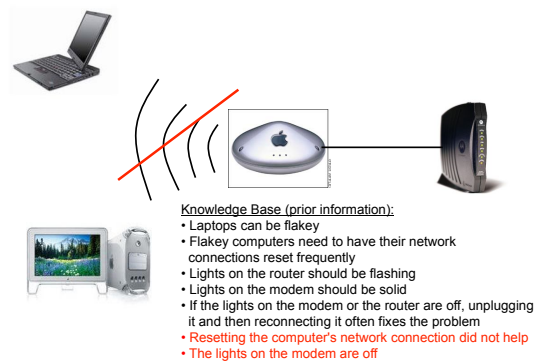 Knowledge Base (prior information):
• Laptops can be flakey
• Flakey computers need to have their network
connections reset frequently
• Lights on the router should be flashing
• Lights on the modem should be solid
• If the lights on the modem or the router are off, unplugging
it and then reconnecting it often fixes the problem
• Resetting the computer's network connection did not help
• The lights on the modem are off